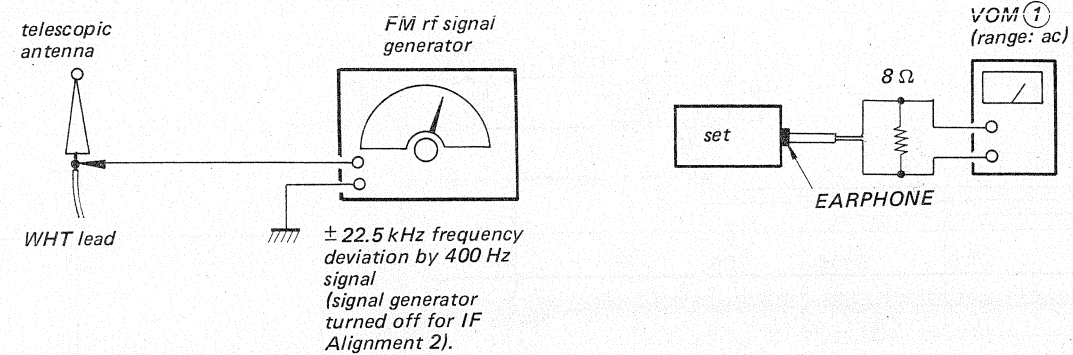 telescopic
antenna
WHT lead
FM rf signal
generator
± 22.5 kHz frequency
deviation by 400 Hz
signal
(signal generator
turned off for IF
Alignment 2).
set
EARPHONE
8 Ω
VOM ①
(range: ac)